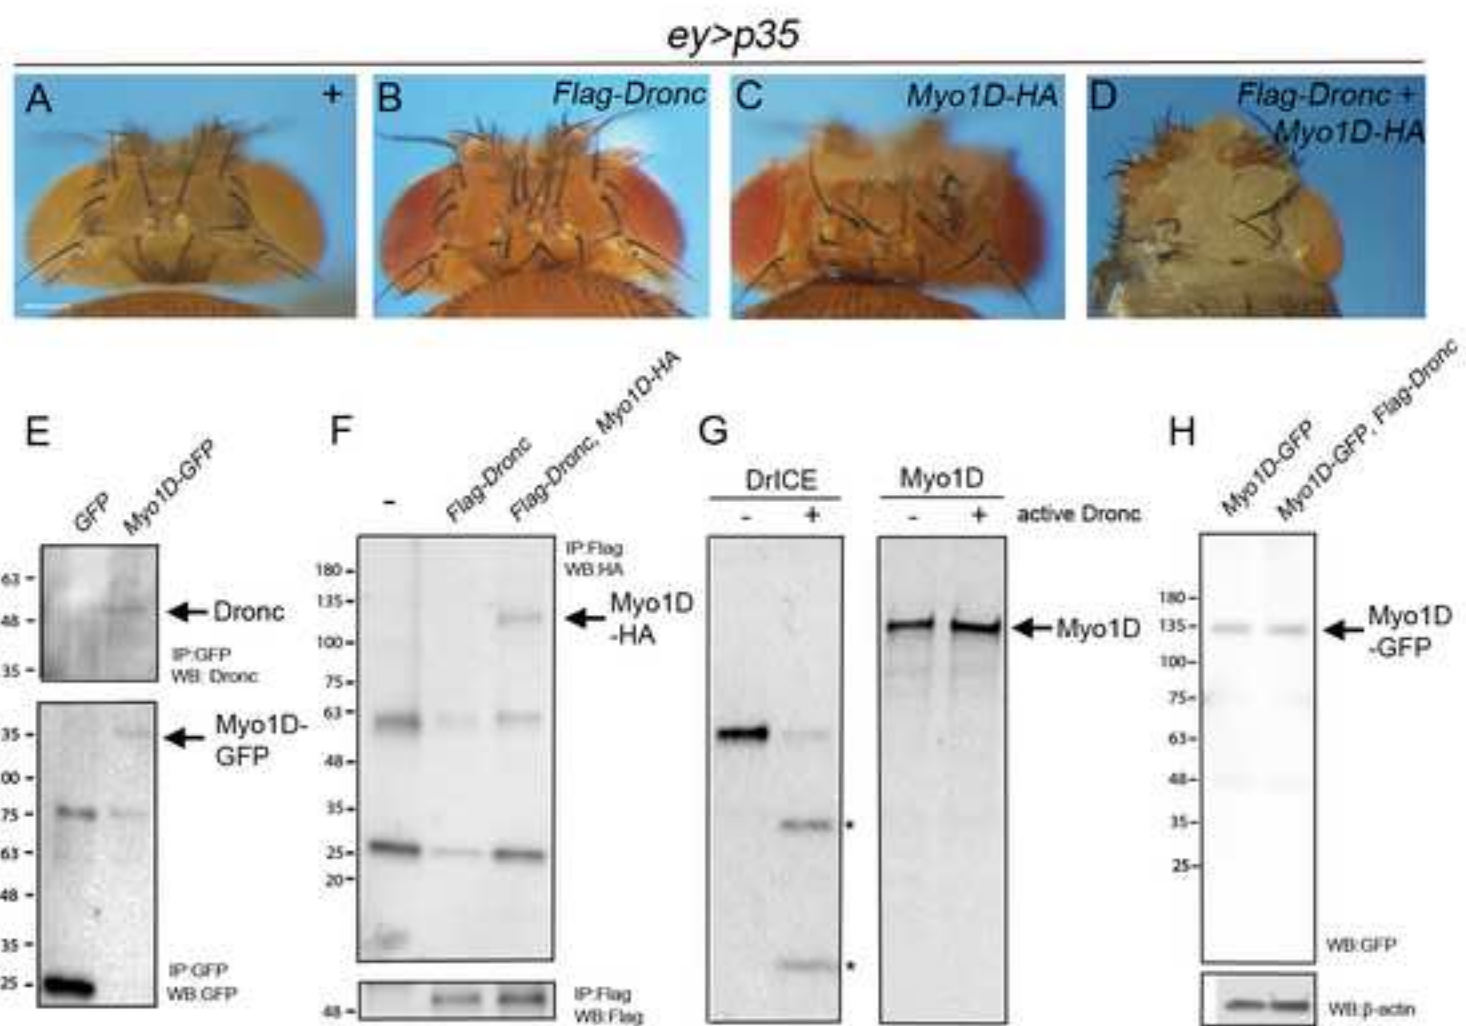 ey>p35
A
+
B
Flag-Dronc
C
Myo1D-HA
D
Flag-Dronc +
Myo1D-HA
E
GFP
Myo1D-GFP
63
48
35
Dronc
IP:GFP
WB: Dronc
35
00
75
63
48
35
25
Myo1D-
GFP
IP:GFP
WB:GFP
F
-
Flag-Dronc
Flag-Dronc, Myo1D-HA
180
135
100
75
63
48
35
25
20
IP:Flag
WB:HA
Myo1D
-HA
48
IP:Flag
WB:Flag
G
DrICE
Myo1D
- +
- +
active Dronc
*
*
Myo1D
H
Myo1D-GFP
Myo1D-GFP, Flag-Dronc
180
135
100
75
63
48
35
25
Myo1D
-GFP
WB:GFP
WB:β-actin